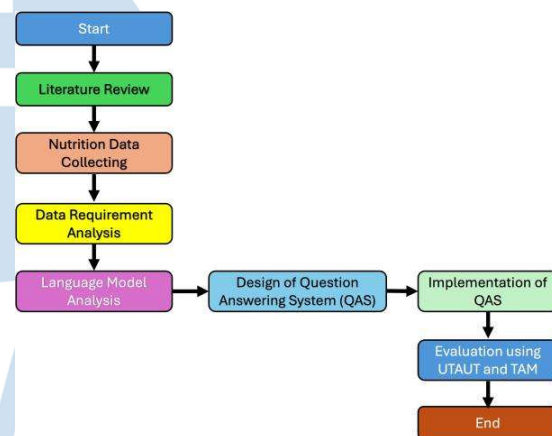 Start
Literature Review
Nutrition Data
Collecting
Data Requirement
Analysis
Language Model
Analysis
Design of Question
Answering System (QAS)
Implementation of
QAS
Evaluation using
UTAUT and TAM
End